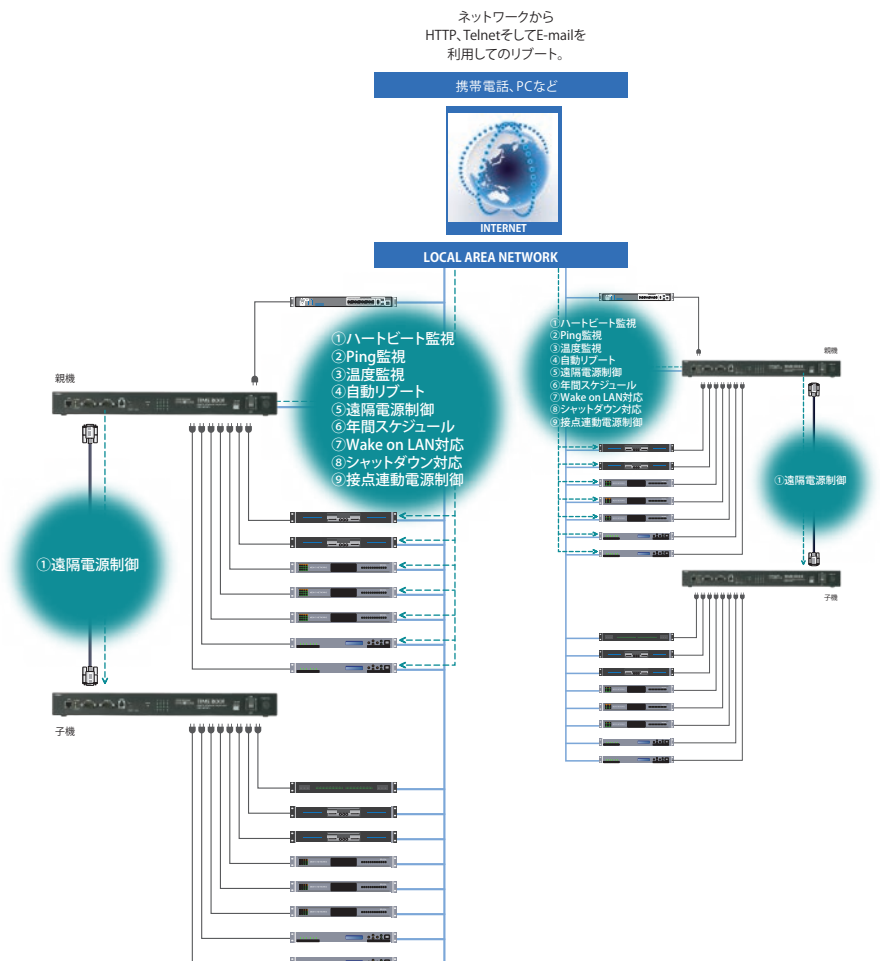 ネットワークから
HTTP、TelnetそしてE-mailを
利用してのリブート。
携帯電話、PCなど
INTERNET
LOCAL AREA NETWORK
①ハートビート監視
②Ping監視
③温度監視
④自動リブート
⑤遠隔電源制御
⑥年間スケジュール
⑦Wake on LAN対応
⑧シャットダウン対応
⑨接点連動電源制御
親機
①遠隔電源制御
子機
①ハートビート監視
②Ping監視
③温度監視
④自動リブート
⑤遠隔電源制御
⑥年間スケジュール
⑦Wake on LAN対応
⑧シャットダウン対応
⑨接点連動電源制御
親機
①遠隔電源制御
子機